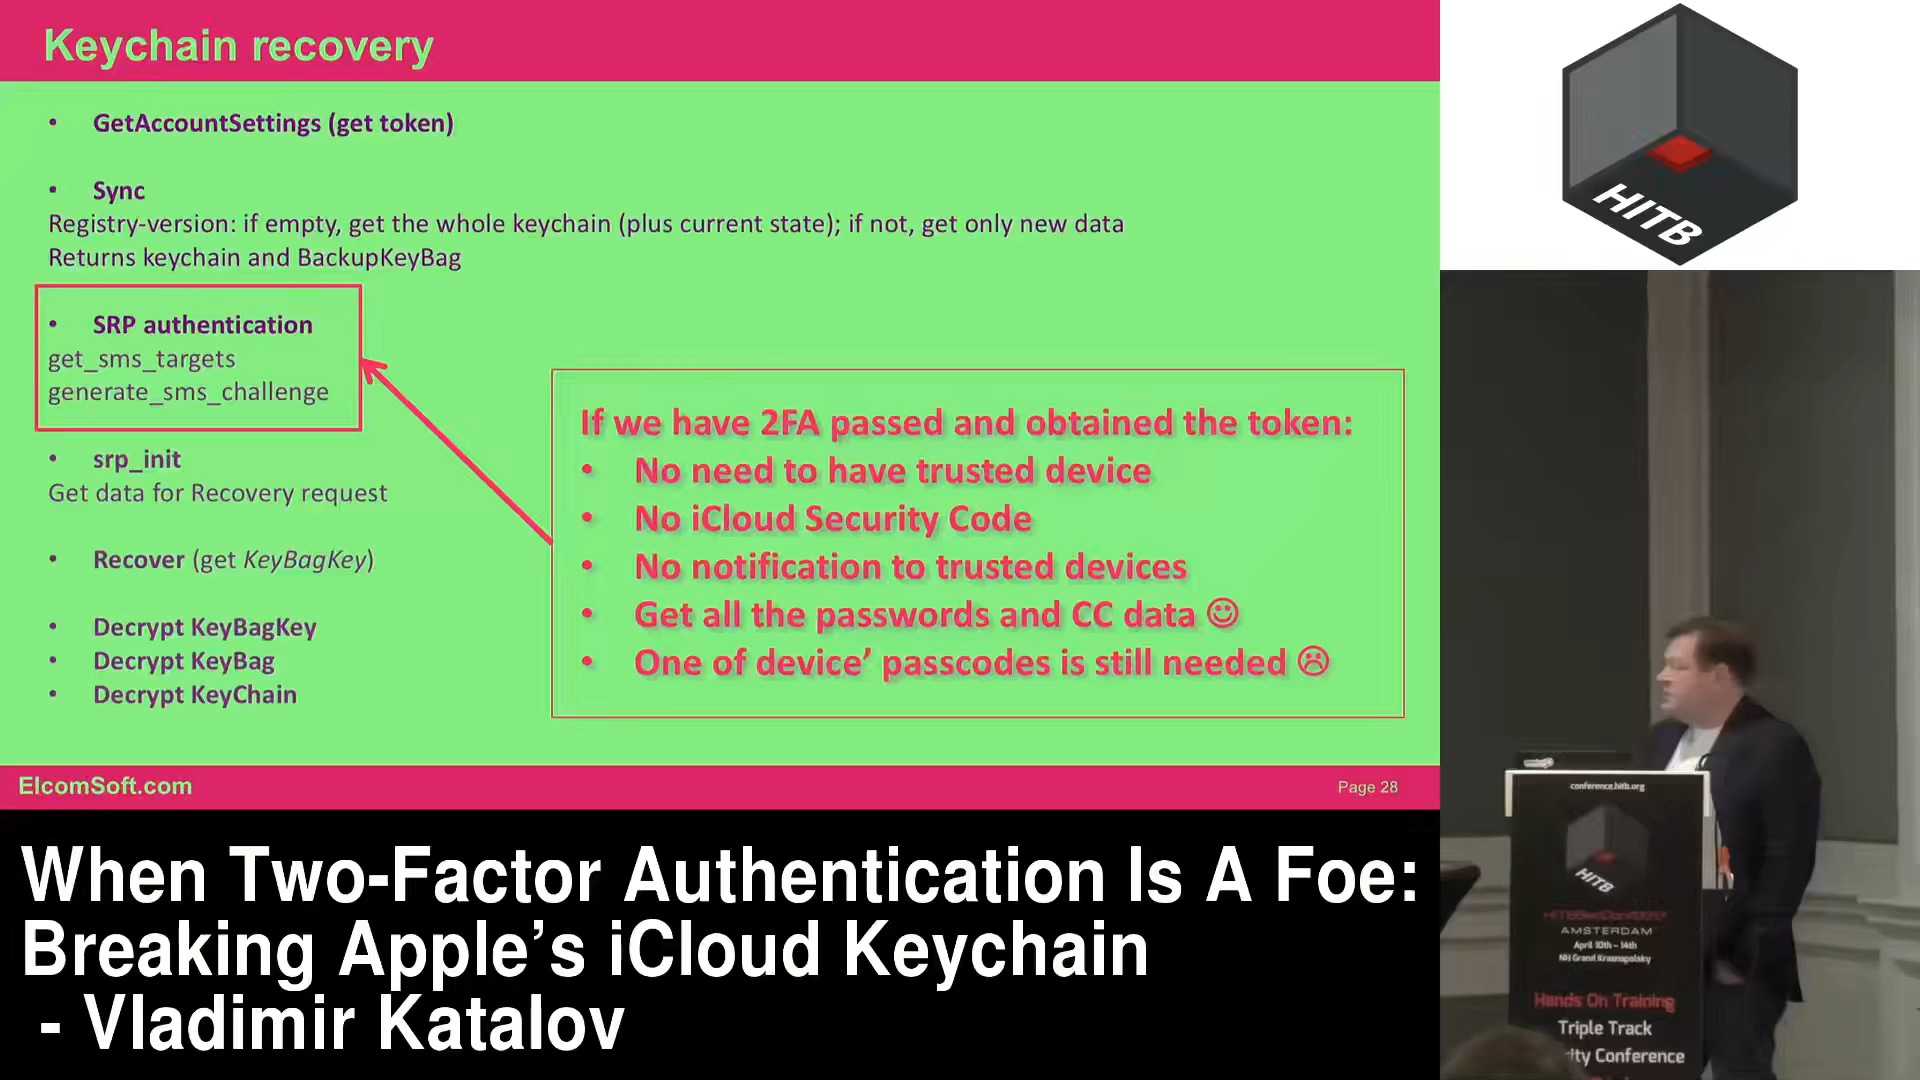 Keychain recovery
• GetAccountSettings (get token)
• Sync
Registry-version: if empty, get the whole keychain (plus current state); if not, get only new data
Returns keychain and BackupKeyBag
• SRP authentication
get_sms_targets
generate_sms_challenge
• srp_init
Get data for Recovery request
• Recover (get KeyBagKey)
• Decrypt KeyBagKey
• Decrypt KeyBag
• Decrypt KeyChain
If we have 2FA passed and obtained the token:
• No need to have trusted device
• No iCloud Security Code
• No notification to trusted devices
• Get all the passwords and CC data ☺
• One of device’ passcodes is still needed ☹
ElcomSoft.com
Page 28
When Two-Factor Authentication Is A Foe:
Breaking Apple’s iCloud Keychain
- Vladimir Katalov
HITB
conference.hitb.org
HITB
AMSTERDAM
April 10th – 14th
NH Grand Krasnapolsky
Hands On Training
Triple Track
ity Conference